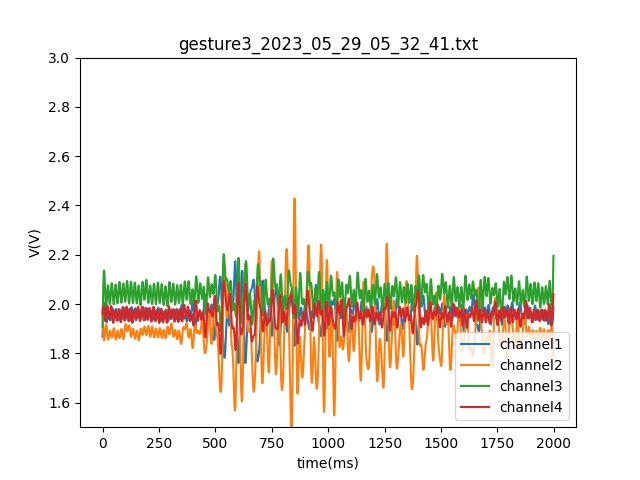 gesture3_2023_05_29_05_32_41.txt
3.0
2.8
2.6
2.4
2.2
2.0
1.8
1.6
V(V)
channel1
channel2
channel3
channel4
0 250 500 750 1000 1250 1500 1750 2000
time(ms)